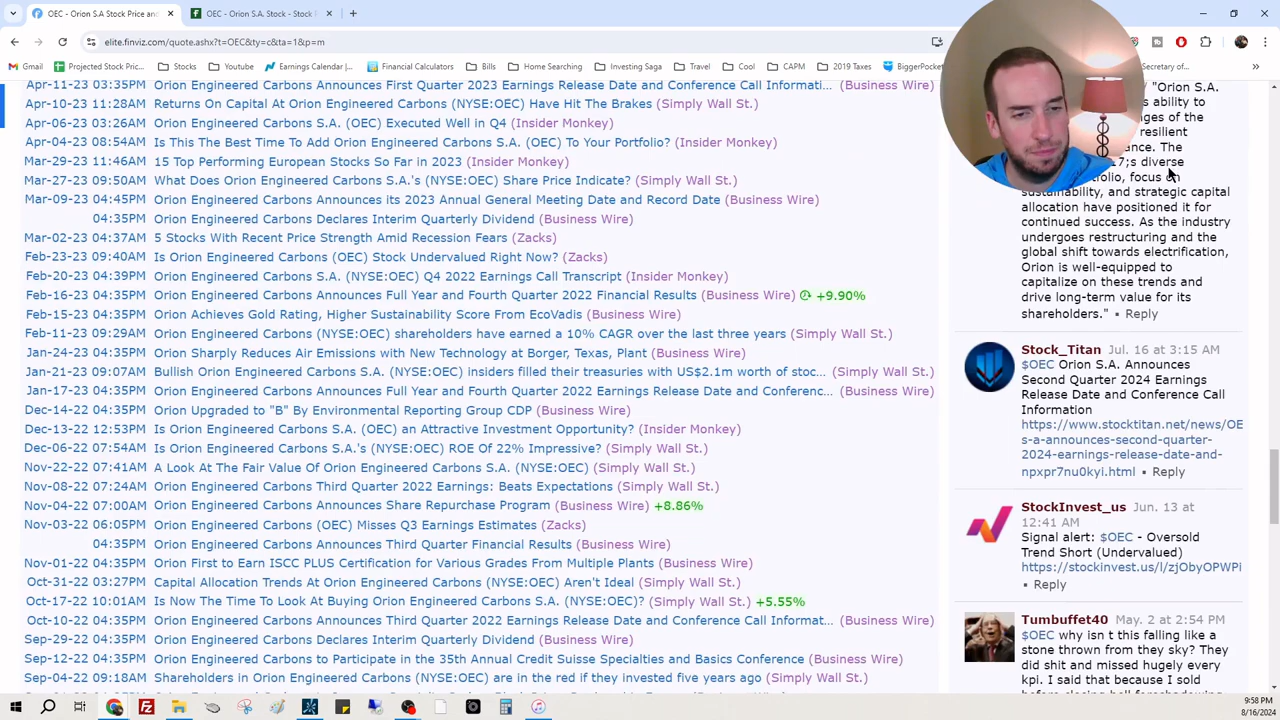 OEC - Orion S.A Stock Price and
OEC - Orion S.A. Stock - Stock P
elite.finviz.com/quote.ashx?t=OEC&ty=c&ta=1&p=m
Gmail
Projected Stock Pric...
Stocks
Youtube
Earnings Calendar |...
Financial Calculators
Bills
Home Searching
Investing Saga
Travel
Cool
CAPM
2019 Taxes
BiggerPocket
Secretary of...
Apr-11-23 03:35PM Orion Engineered Carbons Announces First Quarter 2023 Earnings Release Date and Conference Call Informati... (Business Wire)
Apr-10-23 11:28AM Returns On Capital At Orion Engineered Carbons (NYSE:OEC) Have Hit The Brakes (Simply Wall St.)
Apr-06-23 03:26AM Orion Engineered Carbons S.A. (OEC) Executed Well in Q4 (Insider Monkey)
Apr-04-23 08:54AM Is This The Best Time To Add Orion Engineered Carbons S.A. (OEC) To Your Portfolio? (Insider Monkey)
Mar-29-23 11:46AM 15 Top Performing European Stocks So Far in 2023 (Insider Monkey)
Mar-27-23 09:50AM What Does Orion Engineered Carbons S.A.'s (NYSE:OEC) Share Price Indicate? (Simply Wall St.)
Mar-09-23 04:45PM Orion Engineered Carbons Announces its 2023 Annual General Meeting Date and Record Date (Business Wire)
04:35PM Orion Engineered Carbons Declares Interim Quarterly Dividend (Business Wire)
Mar-02-23 04:37AM 5 Stocks With Recent Price Strength Amid Recession Fears (Zacks)
Feb-23-23 09:40AM Is Orion Engineered Carbons (OEC) Stock Undervalued Right Now? (Zacks)
Feb-20-23 04:39PM Orion Engineered Carbons S.A. (NYSE:OEC) Q4 2022 Earnings Call Transcript (Insider Monkey)
Feb-16-23 04:35PM Orion Engineered Carbons Announces Full Year and Fourth Quarter 2022 Financial Results (Business Wire) +9.90%
Feb-15-23 04:35PM Orion Achieves Gold Rating, Higher Sustainability Score From EcoVadis (Business Wire)
Feb-11-23 09:29AM Orion Engineered Carbons (NYSE:OEC) shareholders have earned a 10% CAGR over the last three years (Simply Wall St.)
Jan-24-23 04:35PM Orion Sharply Reduces Air Emissions with New Technology at Borger, Texas, Plant (Business Wire)
Jan-21-23 09:07AM Bullish Orion Engineered Carbons S.A. (NYSE:OEC) insiders filled their treasuries with US$2.1m worth of stoc... (Simply Wall St.)
Jan-17-23 04:35PM Orion Engineered Carbons Announces Full Year and Fourth Quarter 2022 Earnings Release Date and Conferenc... (Business Wire)
Dec-14-22 04:35PM Orion Upgraded to "B" By Environmental Reporting Group CDP (Business Wire)
Dec-13-22 12:53PM Is Orion Engineered Carbons S.A. (OEC) an Attractive Investment Opportunity? (Insider Monkey)
Dec-06-22 07:54AM Is Orion Engineered Carbons S.A.'s (NYSE:OEC) ROE Of 22% Impressive? (Simply Wall St.)
Nov-22-22 07:41AM A Look At The Fair Value Of Orion Engineered Carbons S.A. (NYSE:OEC) (Simply Wall St.)
Nov-08-22 07:24AM Orion Engineered Carbons Third Quarter 2022 Earnings: Beats Expectations (Simply Wall St.)
Nov-04-22 07:00AM Orion Engineered Carbons Announces Share Repurchase Program (Business Wire) +8.86%
Nov-03-22 06:05PM Orion Engineered Carbons (OEC) Misses Q3 Earnings Estimates (Zacks)
04:35PM Orion Engineered Carbons Announces Third Quarter Financial Results (Business Wire)
Nov-01-22 04:35PM Orion First to Earn ISCC PLUS Certification for Various Grades From Multiple Plants (Business Wire)
Oct-31-22 03:27PM Capital Allocation Trends At Orion Engineered Carbons (NYSE:OEC) Aren't Ideal (Simply Wall St.)
Oct-17-22 10:01AM Is Now The Time To Look At Buying Orion Engineered Carbons S.A. (NYSE:OEC)? (Simply Wall St.) +5.55%
Oct-10-22 04:35PM Orion Engineered Carbons Announces Third Quarter 2022 Earnings Release Date and Conference Call Informat... (Business Wire)
Sep-29-22 04:35PM Orion Engineered Carbons Declares Interim Quarterly Dividend (Business Wire)
Sep-12-22 04:35PM Orion Engineered Carbons to Participate in the 35th Annual Credit Suisse Specialties and Basics Conference (Business Wire)
Sep-04-22 09:18AM Shareholders in Orion Engineered Carbons (NYSE:OEC) are in the red if they invested five years ago (Simply Wall St.)
"Orion S.A.
ability to
nges of the
resilient
ance. The
17;s diverse
folio, focus on
sustainability, and strategic capital
allocation have positioned it for
continued success. As the industry
undergoes restructuring and the
global shift towards electrification,
Orion is well-equipped to
capitalize on these trends and
drive long-term value for its
shareholders." Reply
Stock_Titan Jul. 16 at 3:15 AM
$OEC Orion S.A. Announces
Second Quarter 2024 Earnings
Release Date and Conference Call
Information
https://www.stocktitan.net/news/OE
s-a-announces-second-quarter-
2024-earnings-release-date-and-
npxpr7nu0kyi.html Reply
StockInvest_us Jun. 13 at
12:41 AM
Signal alert: $OEC - Oversold
Trend Short (Undervalued)
https://stockinvest.us/l/zjObyOPWPi
Reply
Tumbuffet40 May. 2 at 2:54 PM
$OEC why isn t this falling like a
stone thrown from they sky? They
did shit and missed hugely every
kpi. I said that because I sold
before closing bell foreshadowing
9:58 PM
8/16/2024